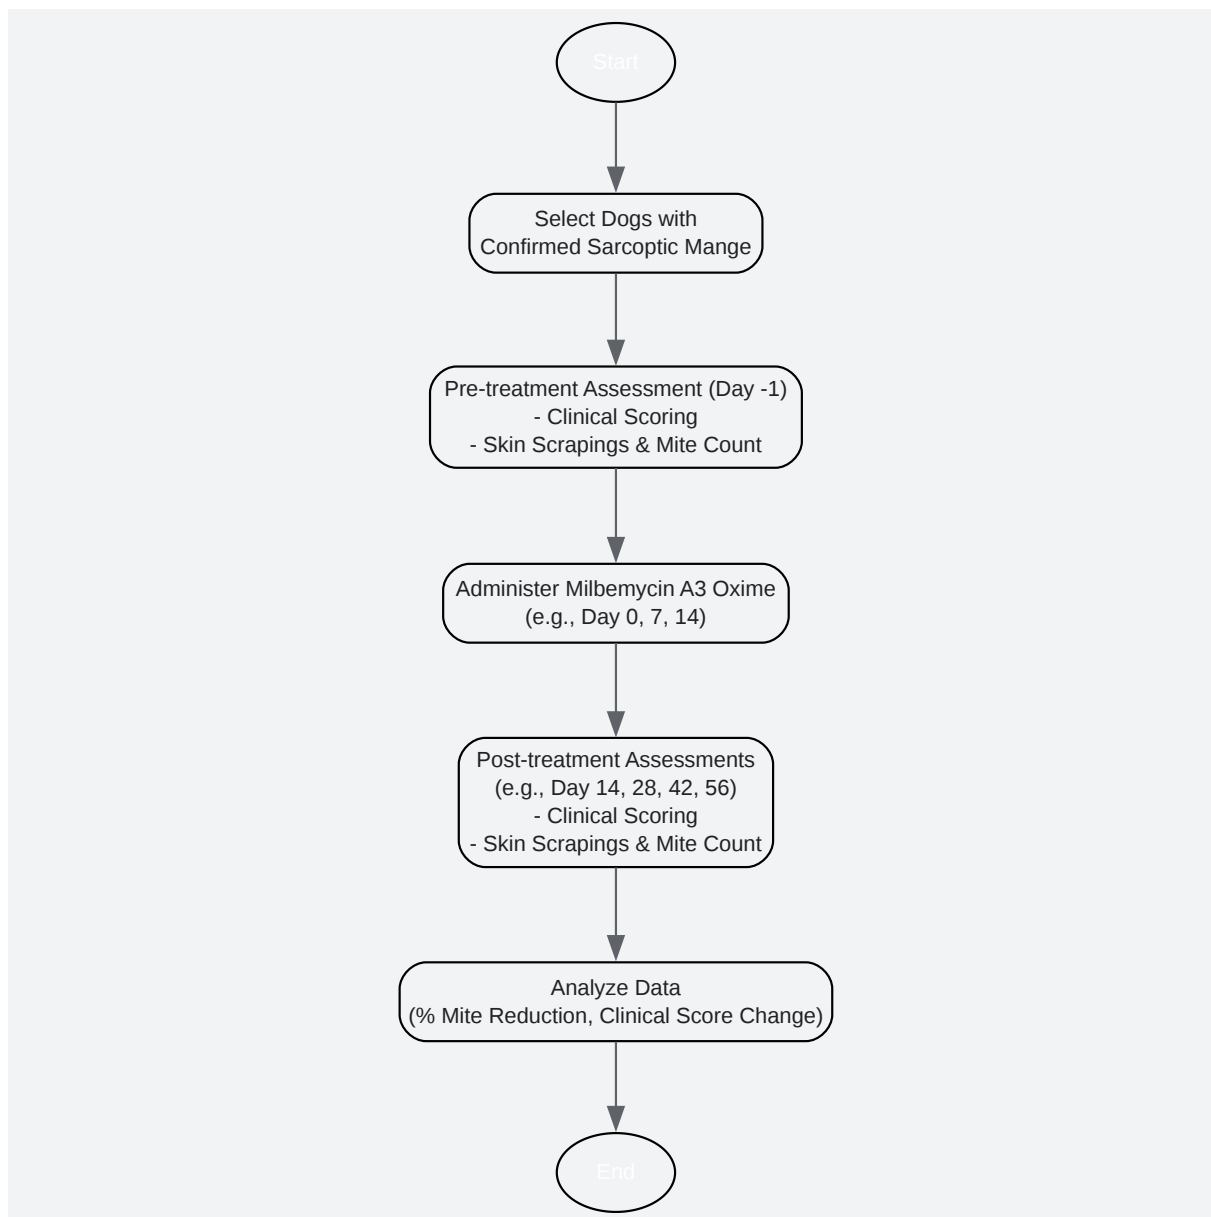 Start
Select Dogs with
Confirmed Sarcoptic Mange
Pre-treatment Assessment (Day -1)
- Clinical Scoring
- Skin Scrapings & Mite Count
Administer Milbemycin A3 Oxime
(e.g., Day 0, 7, 14)
Post-treatment Assessments
(e.g., Day 14, 28, 42, 56)
- Clinical Scoring
- Skin Scrapings & Mite Count
Analyze Data
(% Mite Reduction, Clinical Score Change)
End